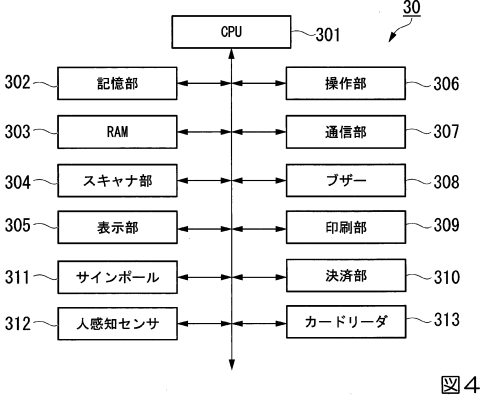 30
CPU 301
302 記憶部 操作部 306
303 RAM 通信部 307
304 スキャナ部 ブザー 308
305 表示部 印刷部 309
311 サインポール 決済部 310
312 人感知センサ カードリーダ 313
図4